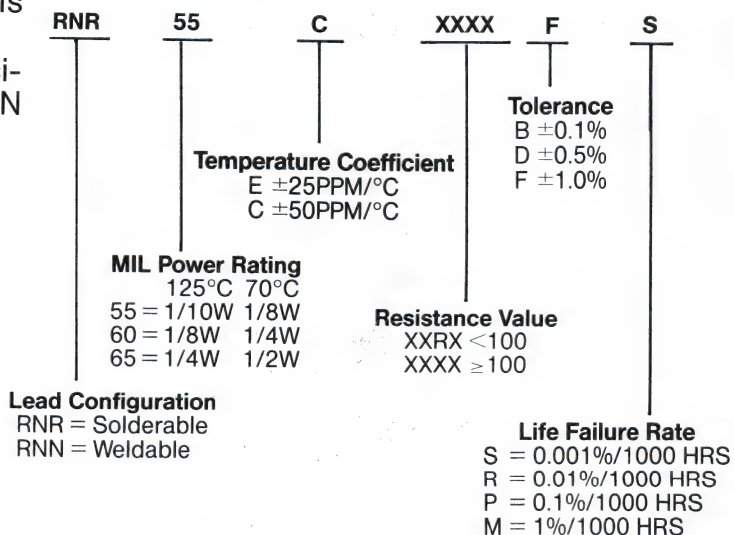 is
i-
N
RNR 55 C XXXX F S
Tolerance
B ±0.1%
D ±0.5%
F ±1.0%
Temperature Coefficient
E ±25PPM/°C
C ±50PPM/°C
MIL Power Rating
125°C 70°C
55 = 1/10W 1/8W
60 = 1/8W 1/4W
65 = 1/4W 1/2W
Resistance Value
XXRX <100
XXXX ≥100
Lead Configuration
RNR = Solderable
RNN = Weldable
Life Failure Rate
S = 0.001%/1000 HRS
R = 0.01%/1000 HRS
P = 0.1%/1000 HRS
M = 1%/1000 HRS